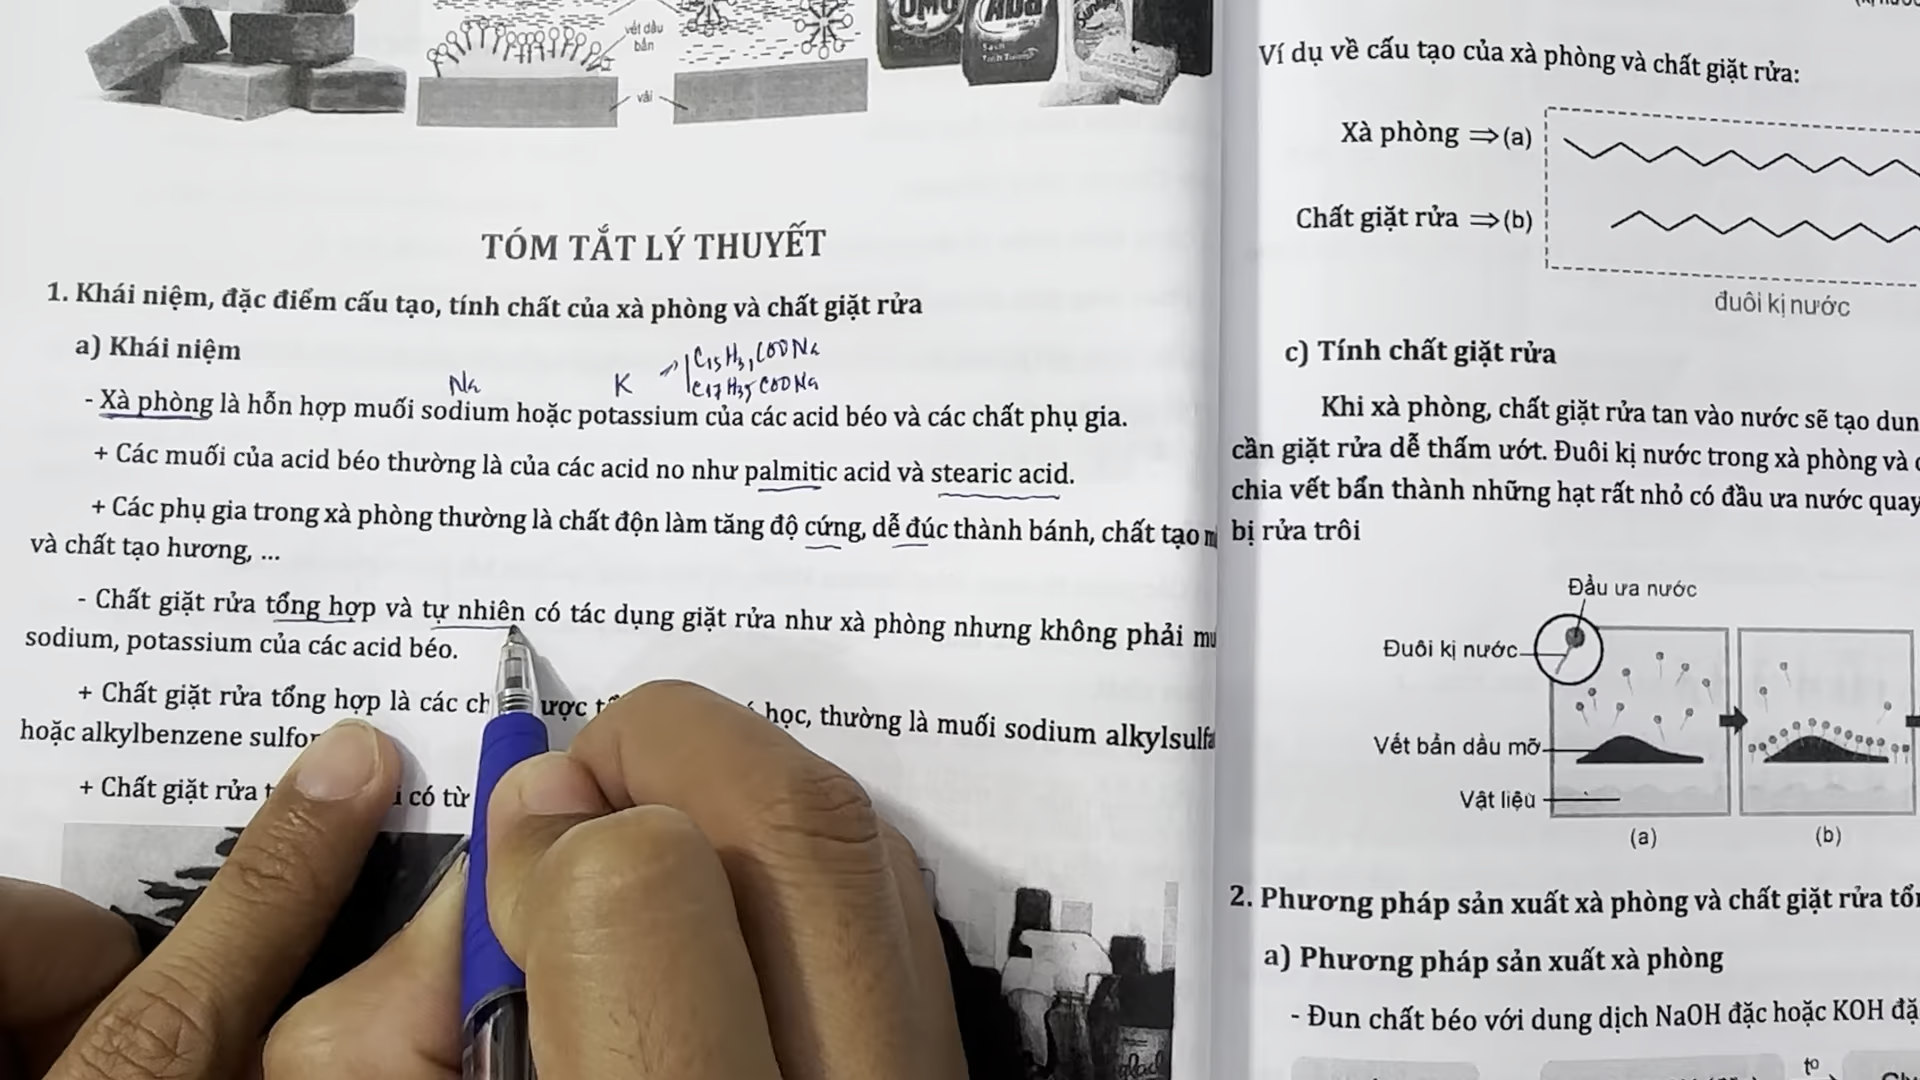 OMO
Aba
Sunlight
vết dầu
bẩn
vải
TÓM TẮT LÝ THUYẾT
1. Khái niệm, đặc điểm cấu tạo, tính chất của xà phòng và chất giặt rửa
a) Khái niệm
Na K C15H31COONa
C17H35COONa
- Xà phòng là hỗn hợp muối sodium hoặc potassium của các acid béo và các chất phụ gia.
+ Các muối của acid béo thường là của các acid no như palmitic acid và stearic acid.
+ Các phụ gia trong xà phòng thường là chất độn làm tăng độ cứng, dễ đúc thành bánh, chất tạo
và chất tạo hương, ...
- Chất giặt rửa tổng hợp và tự nhiên có tác dụng giặt rửa như xà phòng nhưng không phải
sodium, potassium của các acid béo.
+ Chất giặt rửa tổng hợp là các học, thường là muối sodium
hoặc alkylbenzene
+ Chất giặt rửa có từ
Ví dụ về cấu tạo của xà phòng và chất giặt rửa:
Xà phòng ⇒(a)
Chất giặt rửa ⇒(b)
đuôi kị nước
c) Tính chất giặt rửa
Khi xà phòng, chất giặt rửa tan vào nước sẽ tạo
cần giặt rửa dễ thấm ướt. Đuôi kị nước trong xà phòng và
chia vết bẩn thành những hạt rất nhỏ có đầu ưa nước quay
bị rửa trôi
Đầu ưa nước
Đuôi kị nước
Vết bẩn dầu mỡ
Vật liệu
(a) (b)
2. Phương pháp sản xuất xà phòng và chất giặt rửa
a) Phương pháp sản xuất xà phòng
- Đun chất béo với dung dịch NaOH đặc hoặc KOH
t°